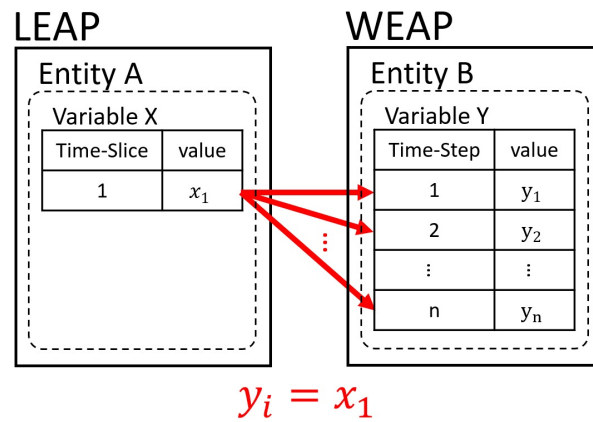 LEAP
Entity A
Variable X
Time-Slice value
1 x₁
WEAP
Entity B
Variable Y
Time-Step value
1 y₁
2 y₂
⋮ ⋮
n yₙ
⋮
yᵢ = x₁